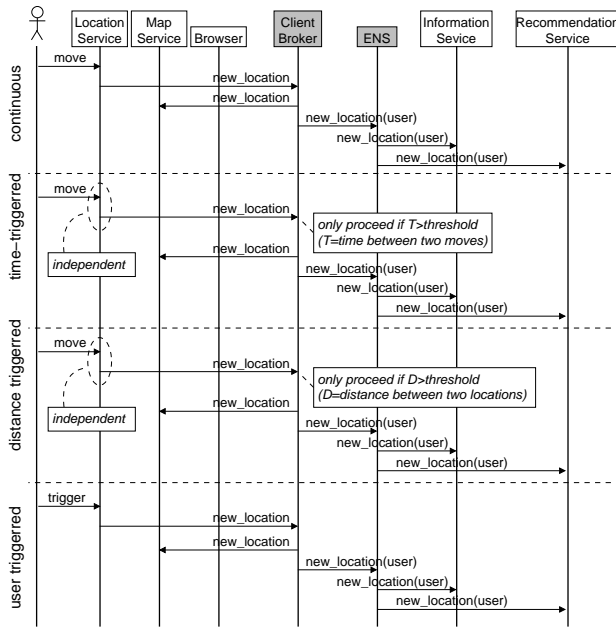 Location
Service
Map
Service
Browser
Client
Broker
ENS
Information
Sevice
Recommendation
Service
continuous
move
new_location
new_location
new_location(user)
new_location(user)
new_location(user)
time-triggerred
move
new_location
only proceed if T>threshold
(T=time between two moves)
independent
new_location
new_location(user)
new_location(user)
new_location(user)
distance triggerred
move
new_location
only proceed if D>threshold
(D=distance between two locations)
independent
new_location
new_location(user)
new_location(user)
new_location(user)
user triggerred
trigger
new_location
new_location
new_location(user)
new_location(user)
new_location(user)